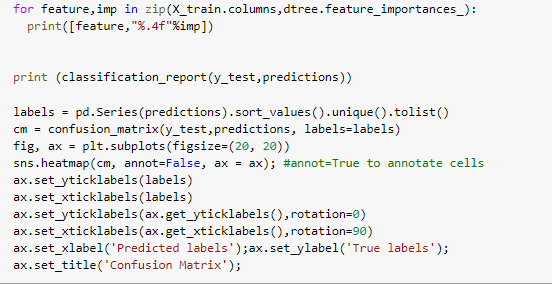 for feature,imp in zip(X_train.columns,dtree.feature_importances_):
  print([feature,"%.4f"%imp])
print (classification_report(y_test,predictions))
labels = pd.Series(predictions).sort_values().unique().tolist()
cm = confusion_matrix(y_test,predictions, labels=labels)
fig, ax = plt.subplots(figsize=(20, 20))
sns.heatmap(cm, annot=False, ax = ax); #annot=True to annotate cells
ax.set_yticklabels(labels)
ax.set_xticklabels(labels)
ax.set_yticklabels(ax.get_yticklabels(),rotation=0)
ax.set_xticklabels(ax.get_xticklabels(),rotation=90)
ax.set_xlabel('Predicted labels');ax.set_ylabel('True labels');
ax.set_title('Confusion Matrix');